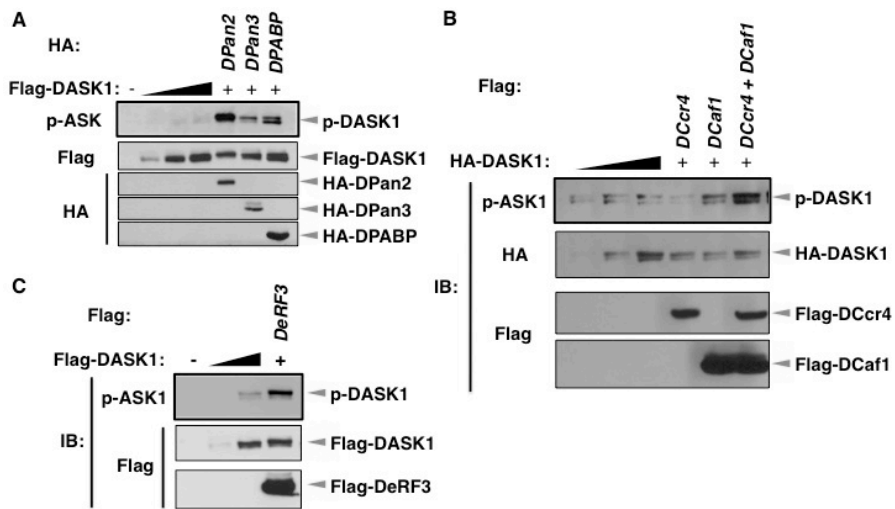 A
HA:
DPan2
DPan3
DPABP
Flag-DASK1: - + + +
p-ASK
p-DASK1
Flag
Flag-DASK1
HA
HA-DPan2
HA-DPan3
HA-DPABP
B
Flag:
DCcr4
DCaf1
DCcr4 + DCaf1
HA-DASK1: + + +
p-ASK1
p-DASK1
HA
HA-DASK1
IB:
Flag
Flag-DCcr4
Flag-DCaf1
C
Flag:
DeRF3
Flag-DASK1: - +
p-ASK1
p-DASK1
IB:
Flag
Flag-DASK1
Flag-DeRF3